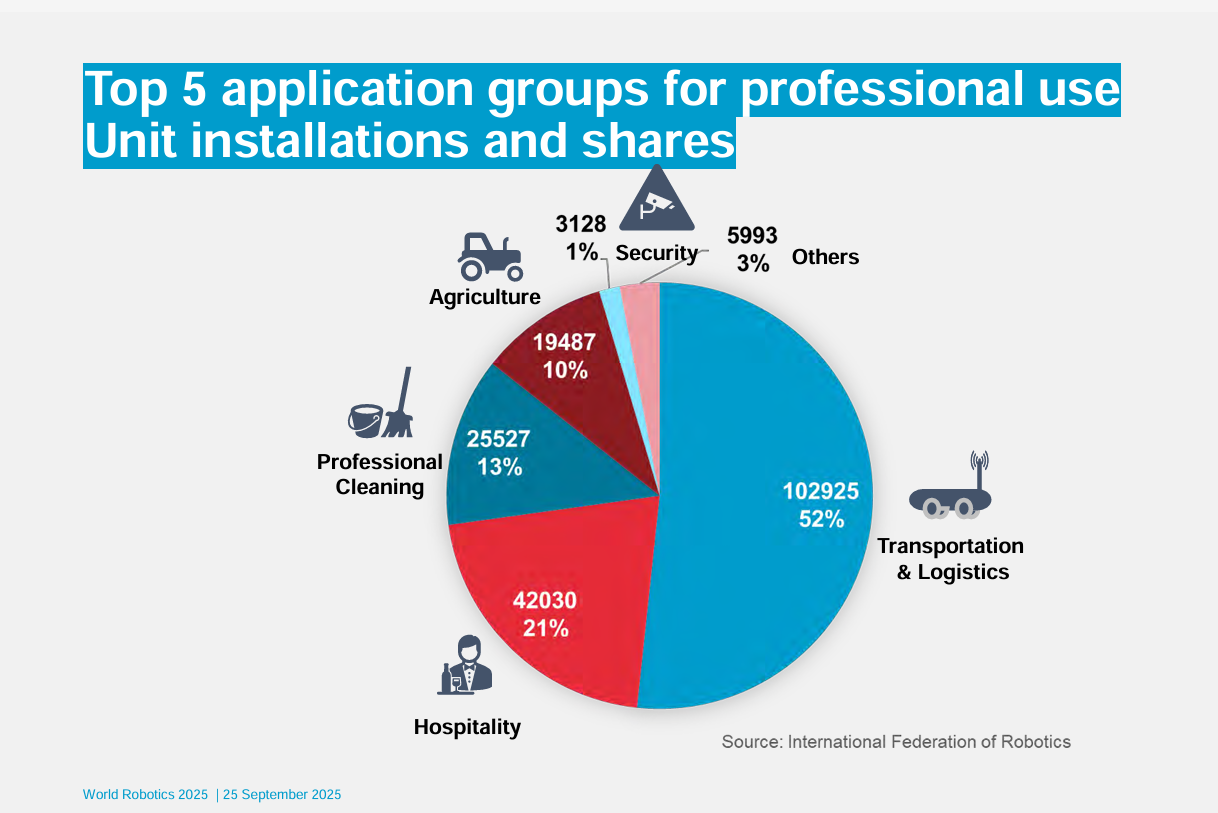 Top 5 application groups for professional use
Unit installations and shares
3128
1%
Security
5993
3%
Others
Agriculture
19487
10%
Professional
Cleaning
25527
13%
102925
52%
Transportation
& Logistics
42030
21%
Hospitality
Source: International Federation of Robotics
World Robotics 2025 | 25 September 2025